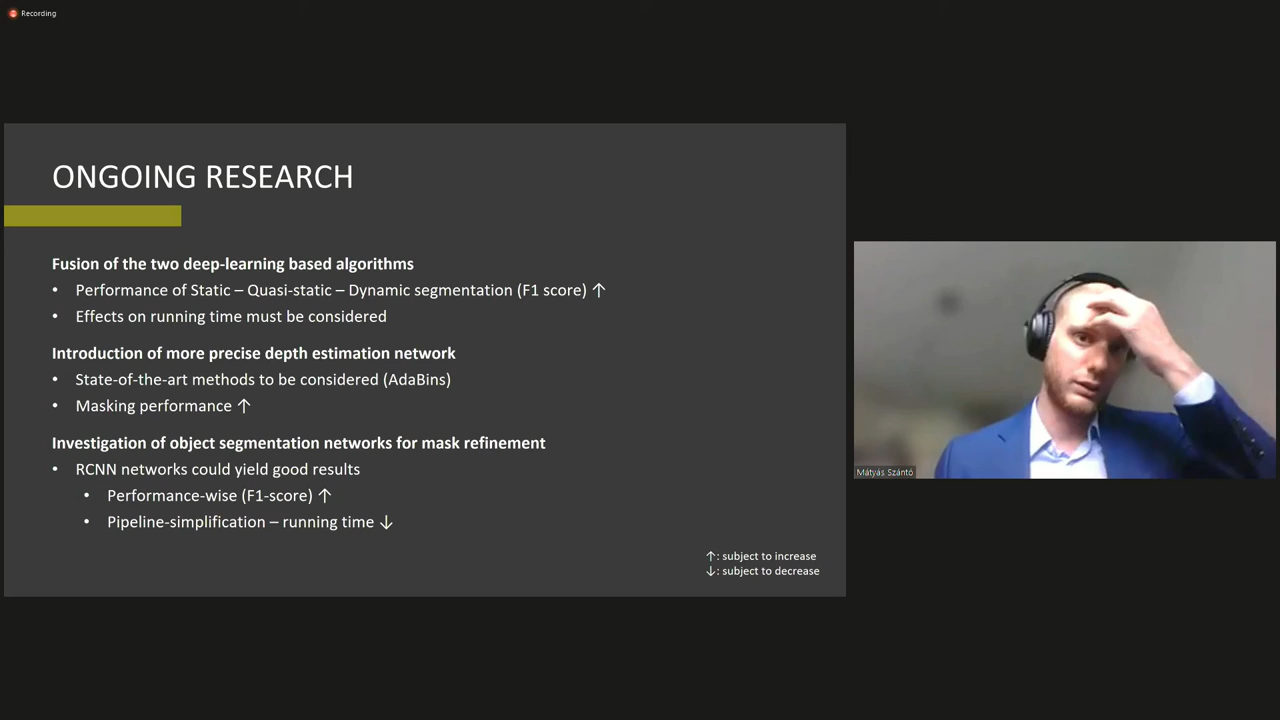 Recording
ONGOING RESEARCH
Fusion of the two deep-learning based algorithms
• Performance of Static – Quasi-static – Dynamic segmentation (F1 score) ↑
• Effects on running time must be considered
Introduction of more precise depth estimation network
• State-of-the-art methods to be considered (AdaBins)
• Masking performance ↑
Investigation of object segmentation networks for mask refinement
• RCNN networks could yield good results
• Performance-wise (F1-score) ↑
• Pipeline-simplification – running time ↓
↑: subject to increase
↓: subject to decrease
Mátyás Szántó